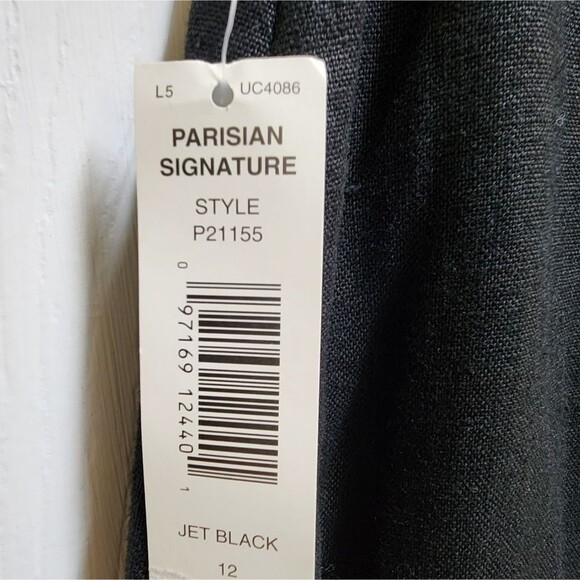 L5 UC4086
PARISIAN
SIGNATURE
STYLE
P21155
0 97169 12440 1
JET BLACK
12